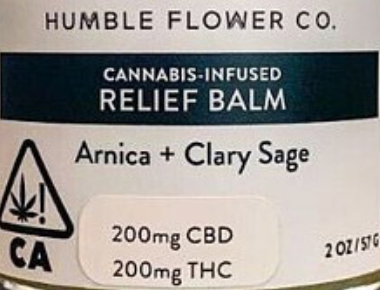 HUMBLE FLOWER CO.
CANNABIS-INFUSED
RELIEF BALM
Arnica + Clary Sage
!
CA
200mg CBD
200mg THC
2 OZ / 57 G